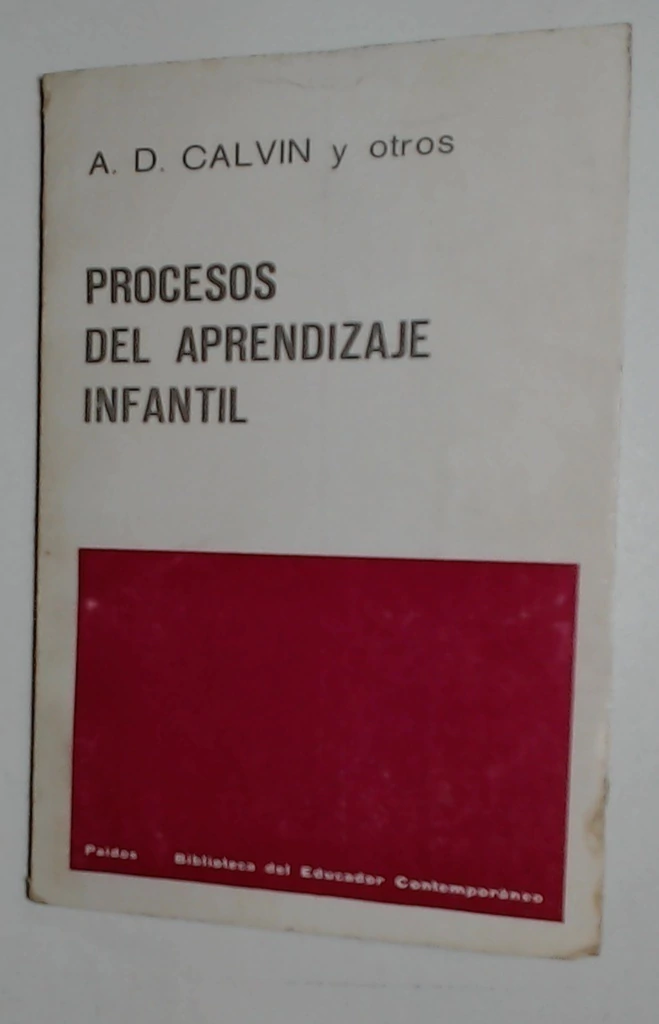 A. D. CALVIN y otros
PROCESOS
DEL APRENDIZAJE
INFANTIL
Paidos Biblioteca del Educador Contemporáneo